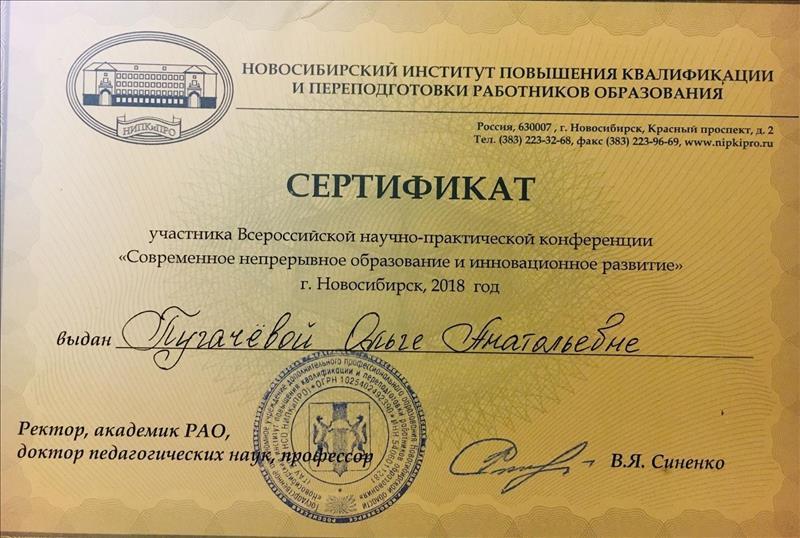 НИПКиПРО
НОВОСИБИРСКИЙ ИНСТИТУТ ПОВЫШЕНИЯ КВАЛИФИКАЦИИ
И ПЕРЕПОДГОТОВКИ РАБОТНИКОВ ОБРАЗОВАНИЯ
Россия, 630007 , г. Новосибирск, Красный проспект, д. 2
Тел. (383) 223-32-68, факс (383) 223-96-69, www.nipkipro.ru
СЕРТИФИКАТ
участника Всероссийской научно-практической конференции
«Современное непрерывное образование и инновационное развитие»
г. Новосибирск, 2018 год
выдан Пугачёвой Ольге Анатольевне
Ректор, академик РАО,
доктор педагогических наук, профессор
В.Я. Синенко